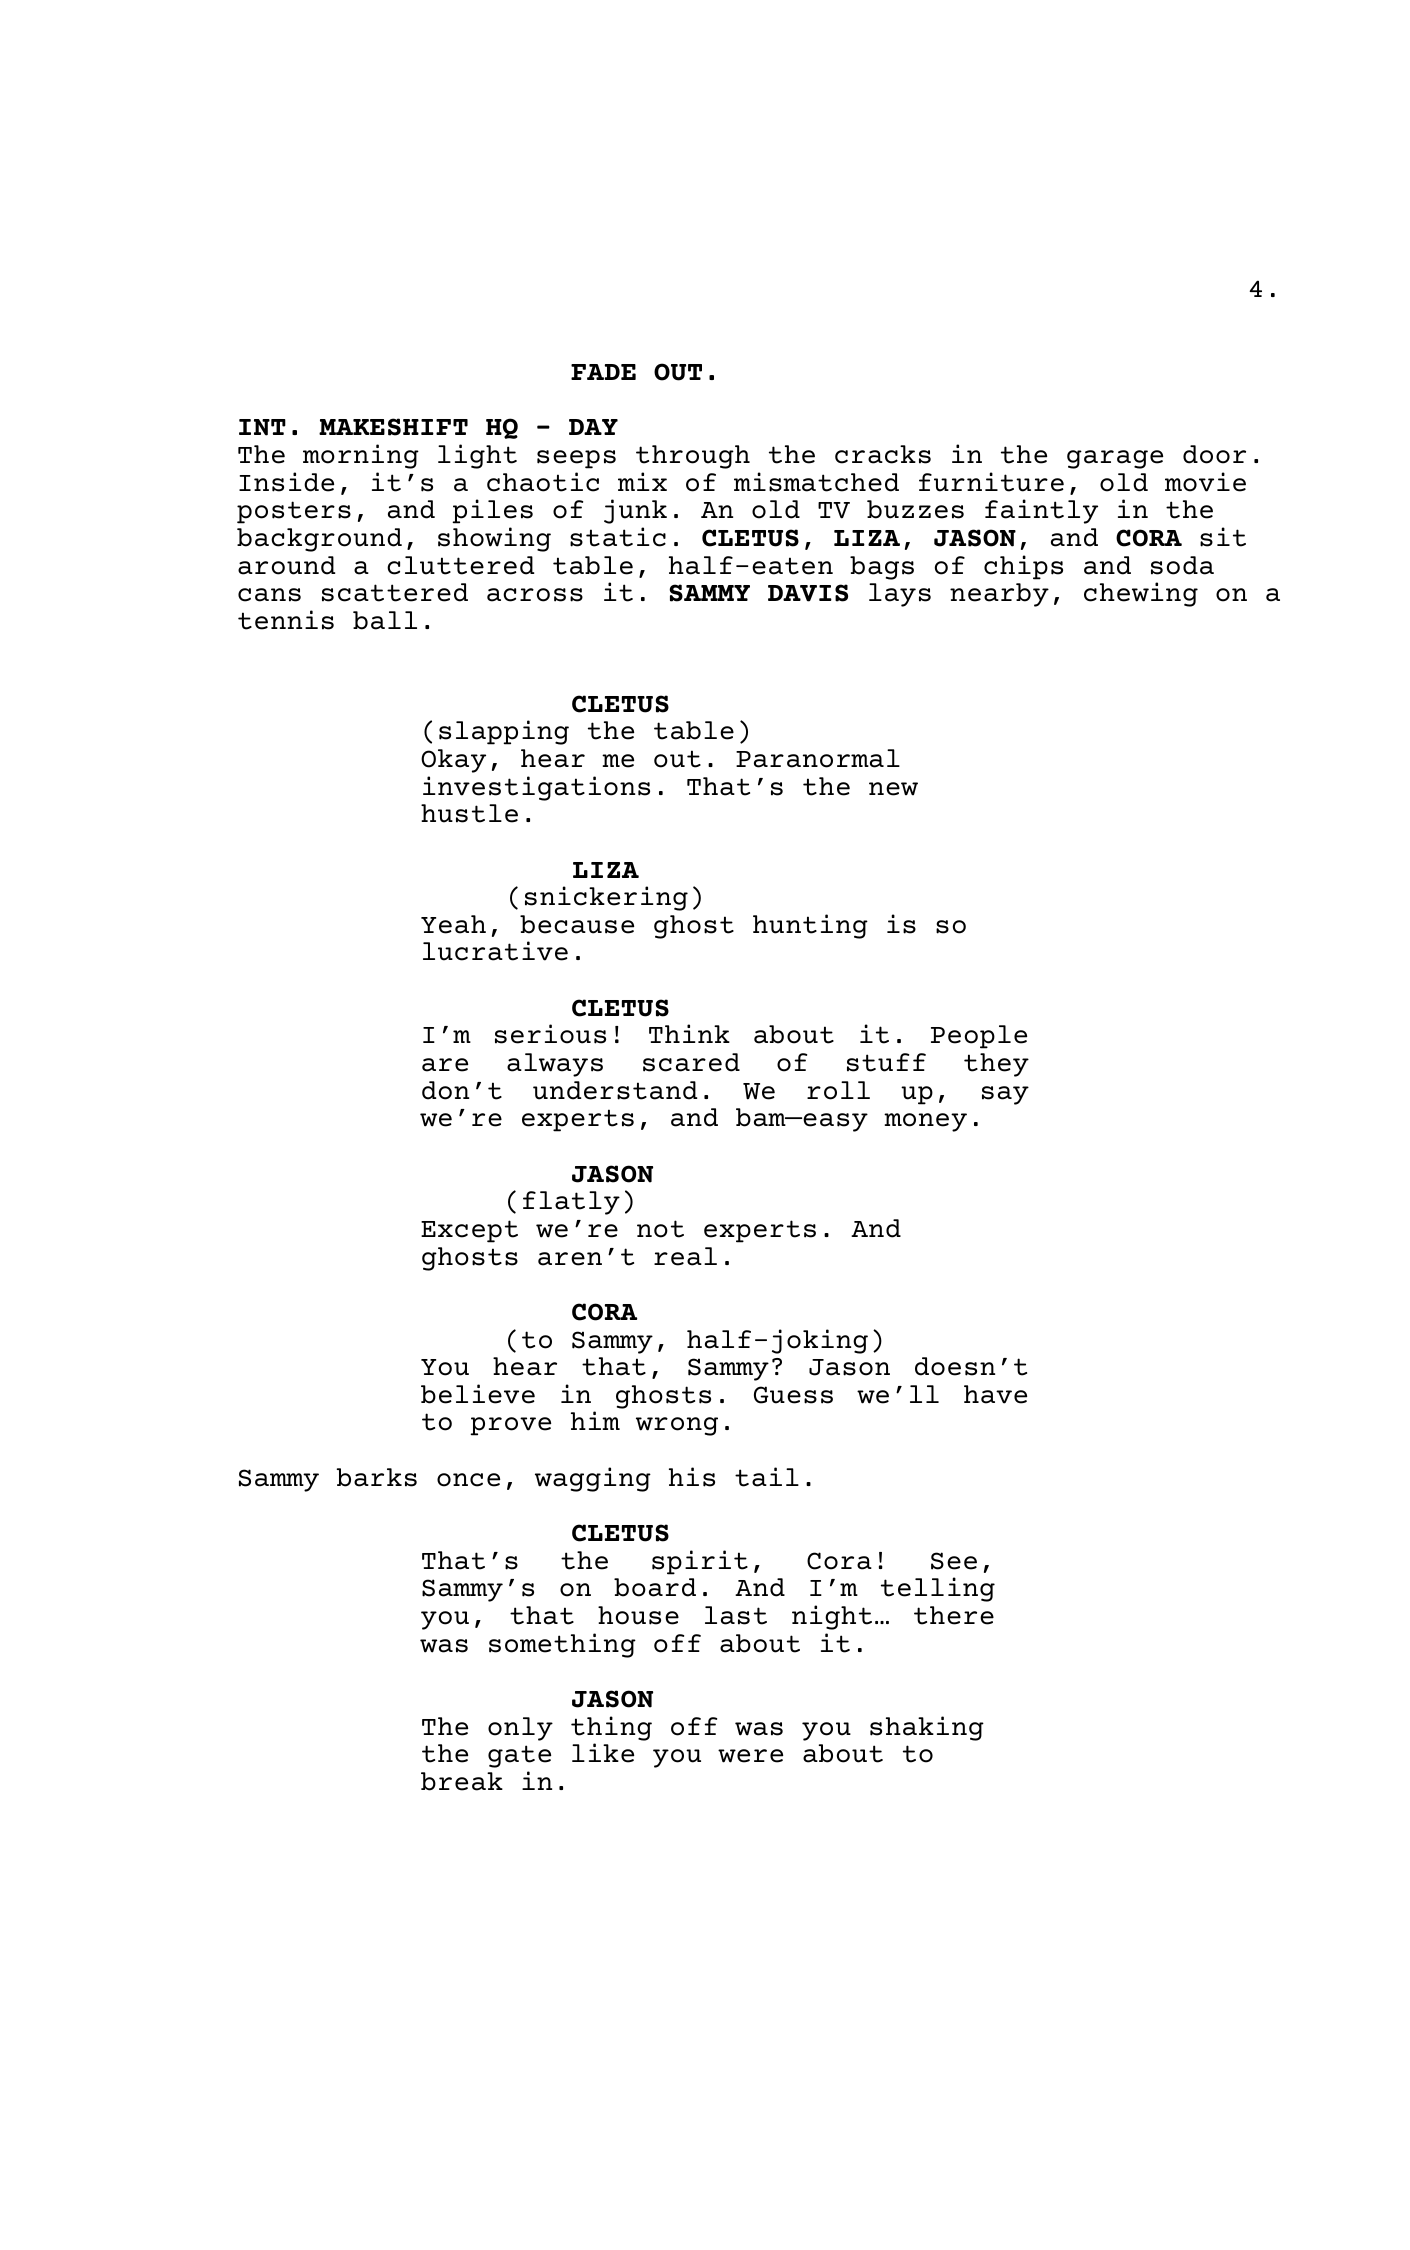 4.
FADE OUT.
INT. MAKESHIFT HQ - DAY
The morning light seeps through the cracks in the garage door.
Inside, it’s a chaotic mix of mismatched furniture, old movie
posters, and piles of junk. An old TV buzzes faintly in the
background, showing static. CLETUS, LIZA, JASON, and CORA sit
around a cluttered table, half-eaten bags of chips and soda
cans scattered across it. SAMMY DAVIS lays nearby, chewing on a
tennis ball.
CLETUS
(slapping the table)
Okay, hear me out. Paranormal
investigations. That’s the new
hustle.
LIZA
(snickering)
Yeah, because ghost hunting is so
lucrative.
CLETUS
I’m serious! Think about it. People
are always scared of stuff they
don’t understand. We roll up, say
we’re experts, and bam—easy money.
JASON
(flatly)
Except we’re not experts. And
ghosts aren’t real.
CORA
(to Sammy, half-joking)
You hear that, Sammy? Jason doesn’t
believe in ghosts. Guess we’ll have
to prove him wrong.
Sammy barks once, wagging his tail.
CLETUS
That’s the spirit, Cora! See,
Sammy’s on board. And I’m telling
you, that house last night… there
was something off about it.
JASON
The only thing off was you shaking
the gate like you were about to
break in.